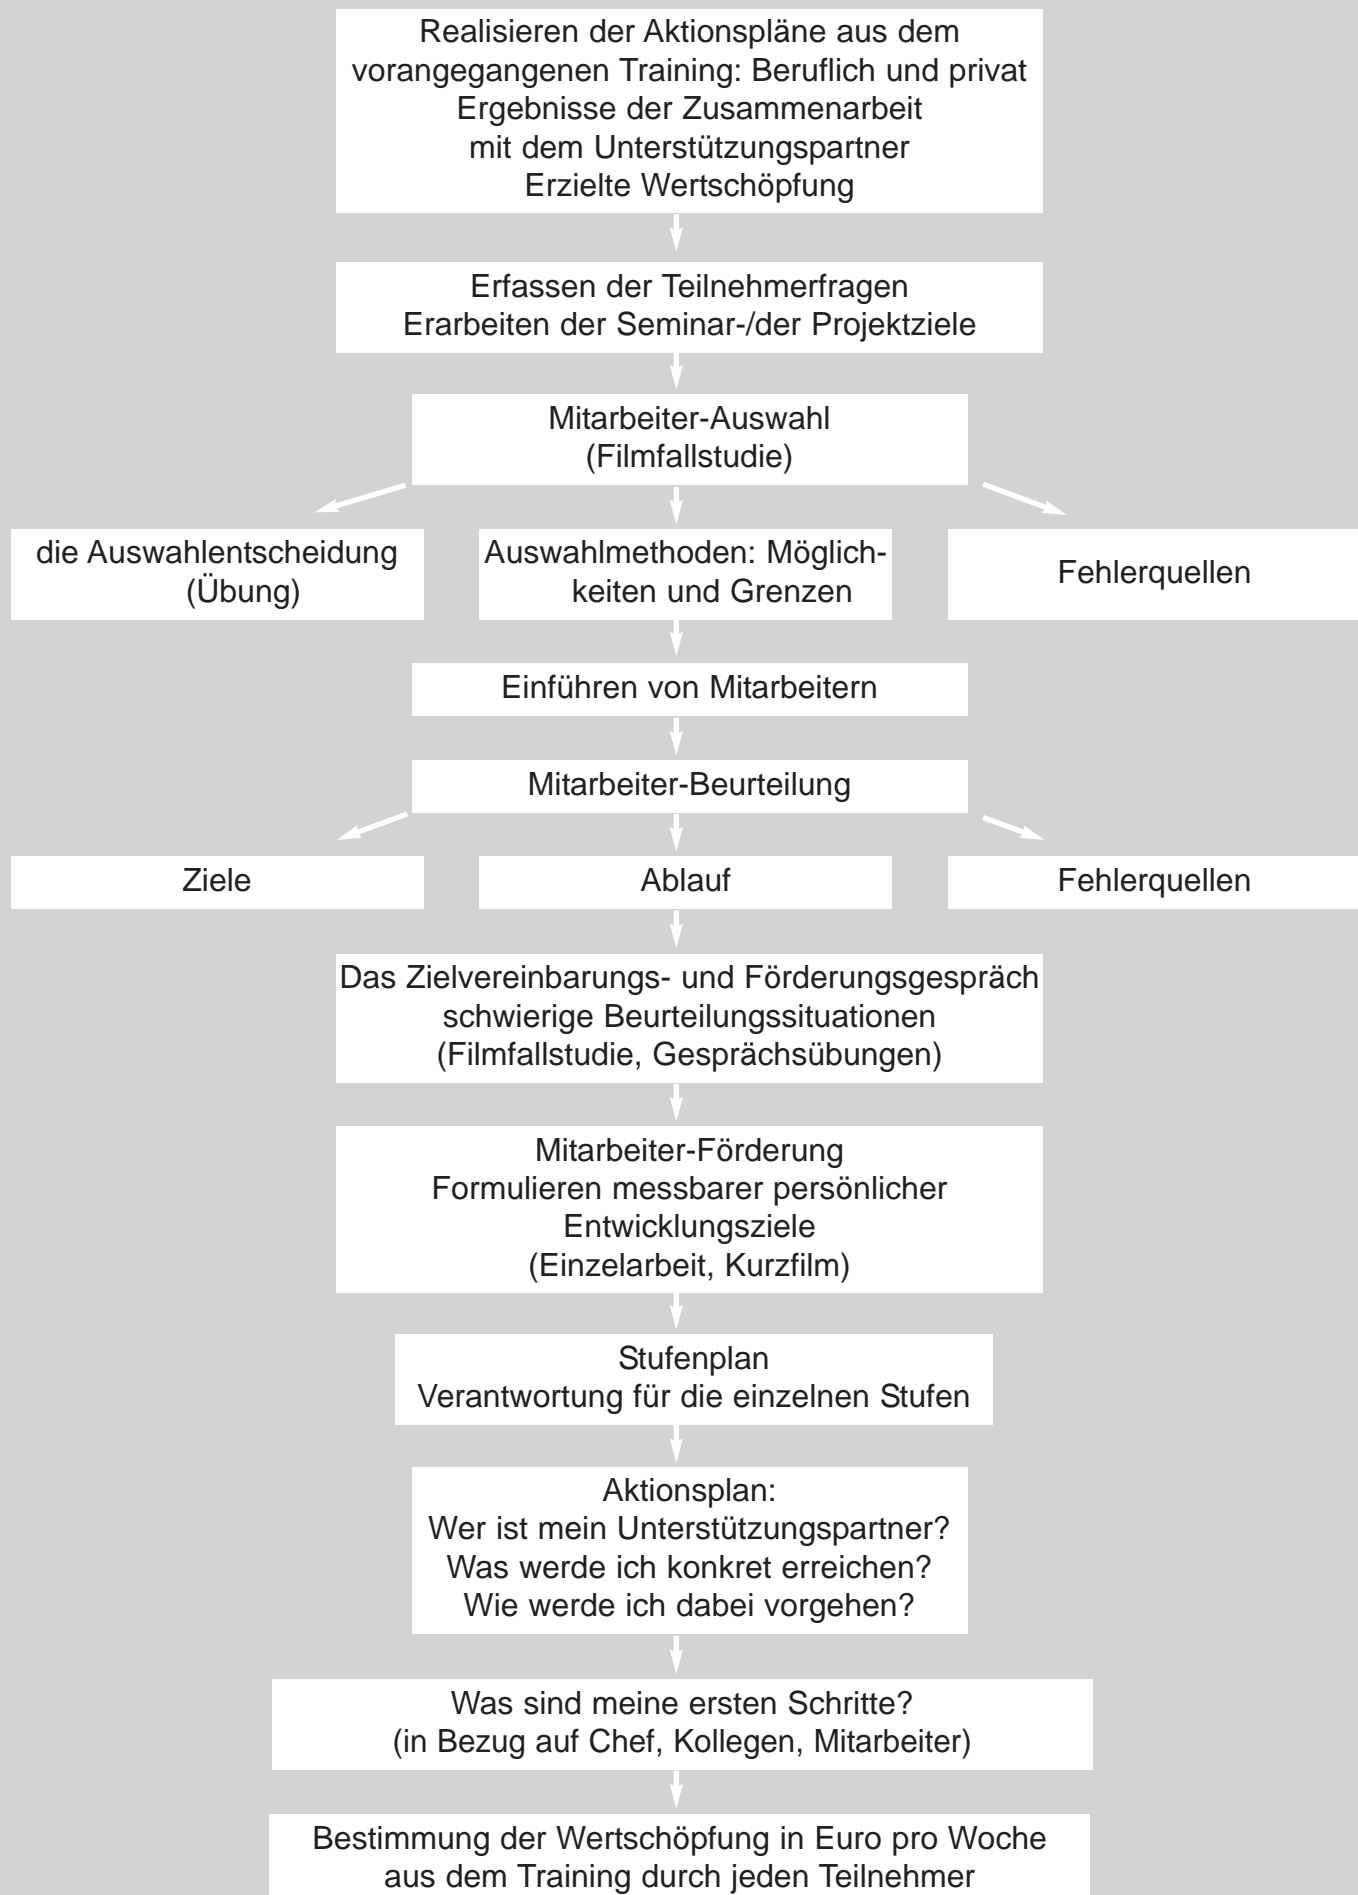 Realisieren der Aktionspläne aus dem
vorangegangenen Training: Beruflich und privat
Ergebnisse der Zusammenarbeit
mit dem Unterstützungspartner
Erzielte Wertschöpfung
Erfassen der Teilnehmerfragen
Erarbeiten der Seminar-/der Projektziele
Mitarbeiter-Auswahl
(Filmfallstudie)
die Auswahlentscheidung
(Übung)
Auswahlmethoden: Möglich-
keiten und Grenzen
Fehlerquellen
Einführen von Mitarbeitern
Mitarbeiter-Beurteilung
Ziele
Ablauf
Fehlerquellen
Das Zielvereinbarungs- und Förderungsgespräch
schwierige Beurteilungssituationen
(Filmfallstudie, Gesprächsübungen)
Mitarbeiter-Förderung
Formulieren messbarer persönlicher
Entwicklungsziele
(Einzelarbeit, Kurzfilm)
Stufenplan
Verantwortung für die einzelnen Stufen
Aktionsplan:
Wer ist mein Unterstützungspartner?
Was werde ich konkret erreichen?
Wie werde ich dabei vorgehen?
Was sind meine ersten Schritte?
(in Bezug auf Chef, Kollegen, Mitarbeiter)
Bestimmung der Wertschöpfung in Euro pro Woche
aus dem Training durch jeden Teilnehmer